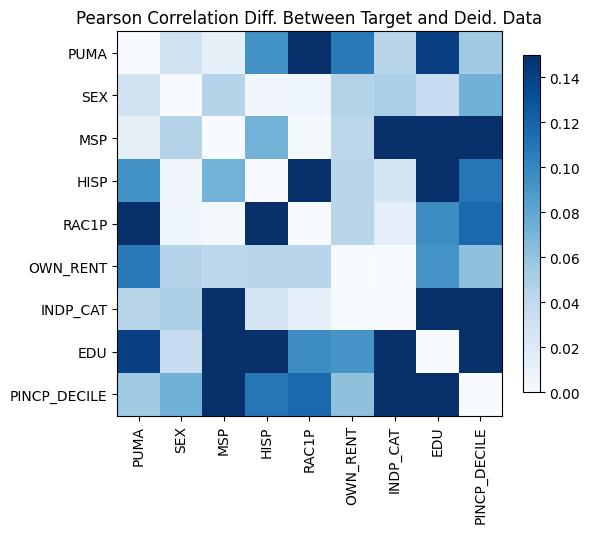 Pearson Correlation Diff. Between Target and Deid. Data
PUMA
SEX
MSP
HISP
RAC1P
OWN_RENT
INDP_CAT
EDU
PINCP_DECILE
PUMA
SEX
MSP
HISP
RAC1P
OWN_RENT
INDP_CAT
EDU
PINCP_DECILE
0.14
0.12
0.10
0.08
0.06
0.04
0.02
0.00